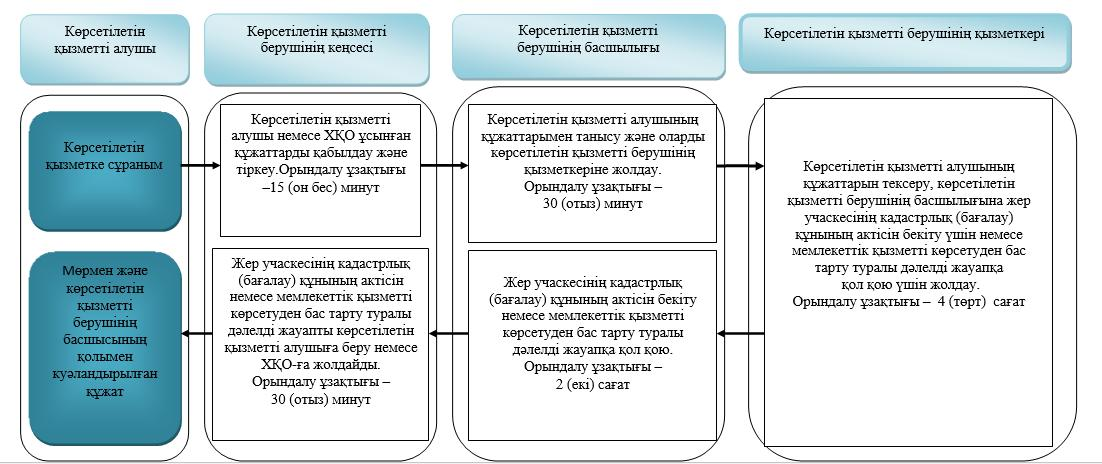 Көрсетілетін
қызметті алушы
Көрсетілетін қызметті
берушінің кеңсесі
Көрсетілетін қызметті
берушінің басшылығы
Көрсетілетін қызметті берушінің қызметкері
Көрсетілетін
қызметке сұраным
Көрсетілетін қызметті
алушы немесе ХҚО ұсынған
құжаттарды қабылдау және
тіркеу.Орындалу ұзақтығы
–15 (он бес) минут
Көрсетілетін қызметті алушының
құжаттарымен танысу және оларды
көрсетілетін қызметті берушінің
қызметкеріне жолдау.
Орындалу ұзақтығы –
30 (отыз) минут
Көрсетілетін қызметті алушының
құжаттарын тексеру, көрсетілетін
қызметті берушінің басшылығына жер
учаскесінің кадастрлық (бағалау)
құнының актісін бекіту үшін немесе
мемлекеттік қызметті көрсетуден бас
тарту туралы дәлелді жауапқа
қол қою үшін жолдау.
Орындалу ұзақтығы – 4 (төрт) сағат
Мөрмен және
көрсетілетін
қызметті
берушінің
басшысының
қолымен
куәландырылған
құжат
Жер учаскесінің кадастрлық
(бағалау) құнының актісін
немесе мемлекеттік қызметті
көрсетуден бас тарту туралы
дәлелді жауапты көрсетілетін
қызметті алушыға беру немесе
ХҚО-ға жолдайды.
Орындалу ұзақтығы –
30 (отыз) минут
Жер учаскесінің кадастрлық
(бағалау) құнының актісін бекіту
немесе мемлекеттік қызметті
көрсетуден бас тарту туралы
дәлелді жауапқа қол қою.
Орындалу ұзақтығы –
2 (екі) сағат